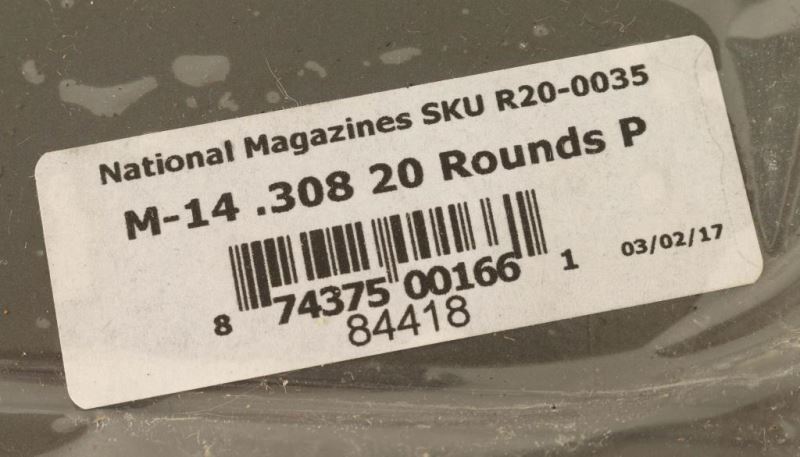 National Magazines SKU R20-0035
M-14 .308 20 Rounds P
8 74375 00166 1
03/02/17
84418